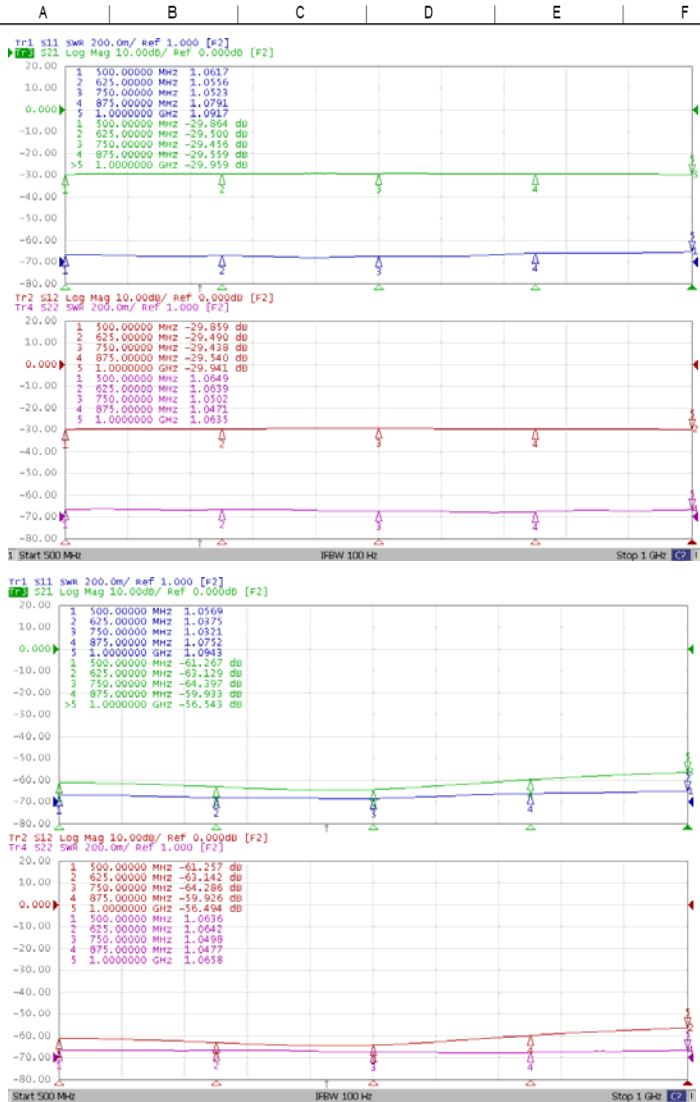 A B C D E F
Tr1 S11 SWR 200.0m/ Ref 1.000 [F2]
Tr3 S21 Log Mag 10.00dB/ Ref 0.000dB [F2]
20.00
10.00
0.000
-10.00
-20.00
-30.00
-40.00
-50.00
-60.00
-70.00
-80.00
1 500.00000 MHz 1.0617
2 625.00000 MHz 1.0556
3 750.00000 MHz 1.0523
4 875.00000 MHz 1.0791
5 1.0000000 GHz 1.0917
1 500.00000 MHz -29.864 dB
2 625.00000 MHz -29.500 dB
3 750.00000 MHz -29.456 dB
4 875.00000 MHz -29.559 dB
>5 1.0000000 GHz -29.959 dB
Tr2 S12 Log Mag 10.00dB/ Ref 0.000dB [F2]
Tr4 S22 SWR 200.0m/ Ref 1.000 [F2]
20.00
10.00
0.000
-10.00
-20.00
-30.00
-40.00
-50.00
-60.00
-70.00
-80.00
1 500.00000 MHz -29.859 dB
2 625.00000 MHz -29.490 dB
3 750.00000 MHz -29.438 dB
4 875.00000 MHz -29.540 dB
5 1.0000000 GHz -29.941 dB
1 500.00000 MHz 1.0649
2 625.00000 MHz 1.0639
3 750.00000 MHz 1.0502
4 875.00000 MHz 1.0471
5 1.0000000 GHz 1.0635
1 Start 500 MHz IFBW 100 Hz Stop 1 GHz C2 !
Tr1 S11 SWR 200.0m/ Ref 1.000 [F2]
Tr3 S21 Log Mag 10.00dB/ Ref 0.000dB [F2]
20.00
10.00
0.000
-10.00
-20.00
-30.00
-40.00
-50.00
-60.00
-70.00
-80.00
1 500.00000 MHz 1.0569
2 625.00000 MHz 1.0375
3 750.00000 MHz 1.0321
4 875.00000 MHz 1.0752
5 1.0000000 GHz 1.0943
1 500.00000 MHz -61.267 dB
2 625.00000 MHz -63.129 dB
3 750.00000 MHz -64.397 dB
4 875.00000 MHz -59.933 dB
>5 1.0000000 GHz -56.543 dB
Tr2 S12 Log Mag 10.00dB/ Ref 0.000dB [F2]
Tr4 S22 SWR 200.0m/ Ref 1.000 [F2]
20.00
10.00
0.000
-10.00
-20.00
-30.00
-40.00
-50.00
-60.00
-70.00
-80.00
1 500.00000 MHz -61.257 dB
2 625.00000 MHz -63.142 dB
3 750.00000 MHz -64.286 dB
4 875.00000 MHz -59.926 dB
5 1.0000000 GHz -56.494 dB
1 500.00000 MHz 1.0636
2 625.00000 MHz 1.0642
3 750.00000 MHz 1.0498
4 875.00000 MHz 1.0477
5 1.0000000 GHz 1.0658
Start 500 MHz IFBW 100 Hz Stop 1 GHz C2 !